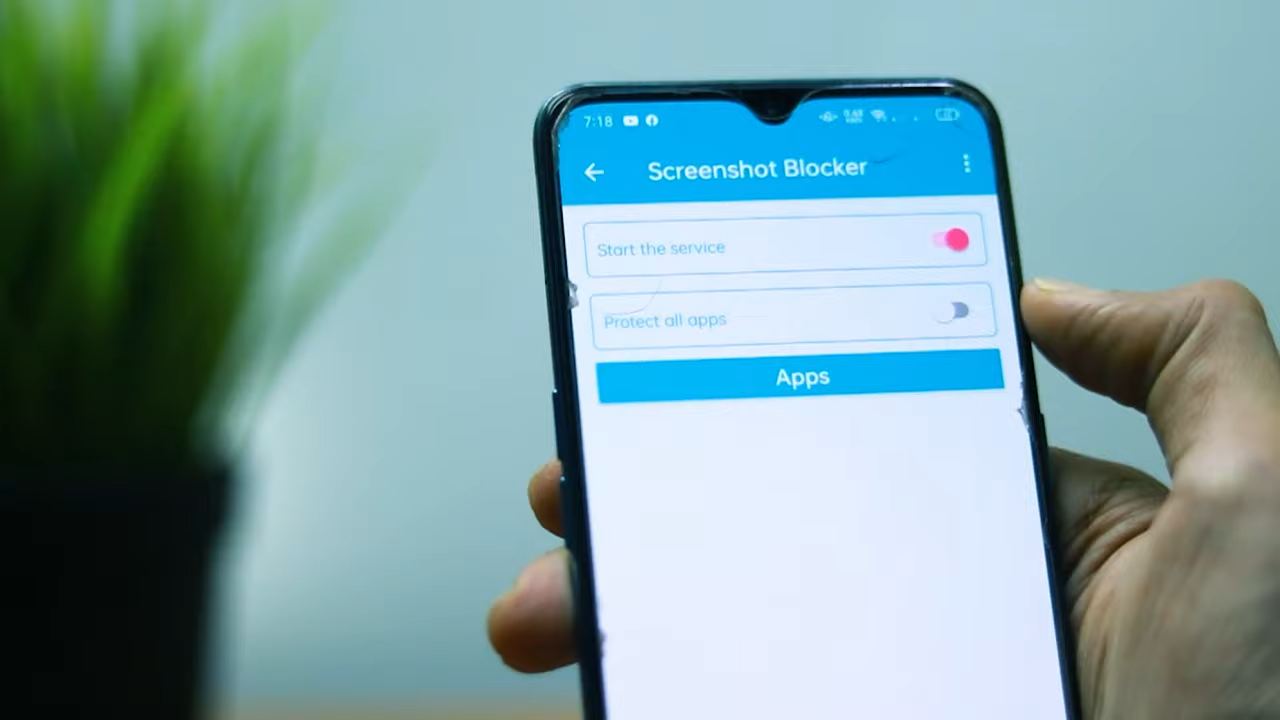 7:18
Screenshot Blocker
Start the service
Protect all apps
Apps